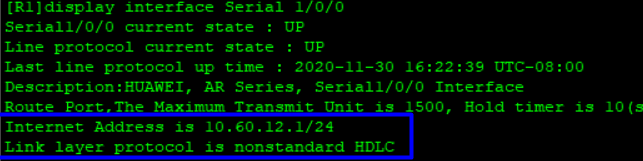 [R1]display interface Serial 1/0/0
Serial1/0/0 current state : UP
Line protocol current state : UP
Last line protocol up time : 2020-11-30 16:22:39 UTC-08:00
Description:HUAWEI, AR Series, Serial1/0/0 Interface
Route Port,The Maximum Transmit Unit is 1500, Hold timer is 10(s
Internet Address is 10.60.12.1/24
Link layer protocol is nonstandard HDLC